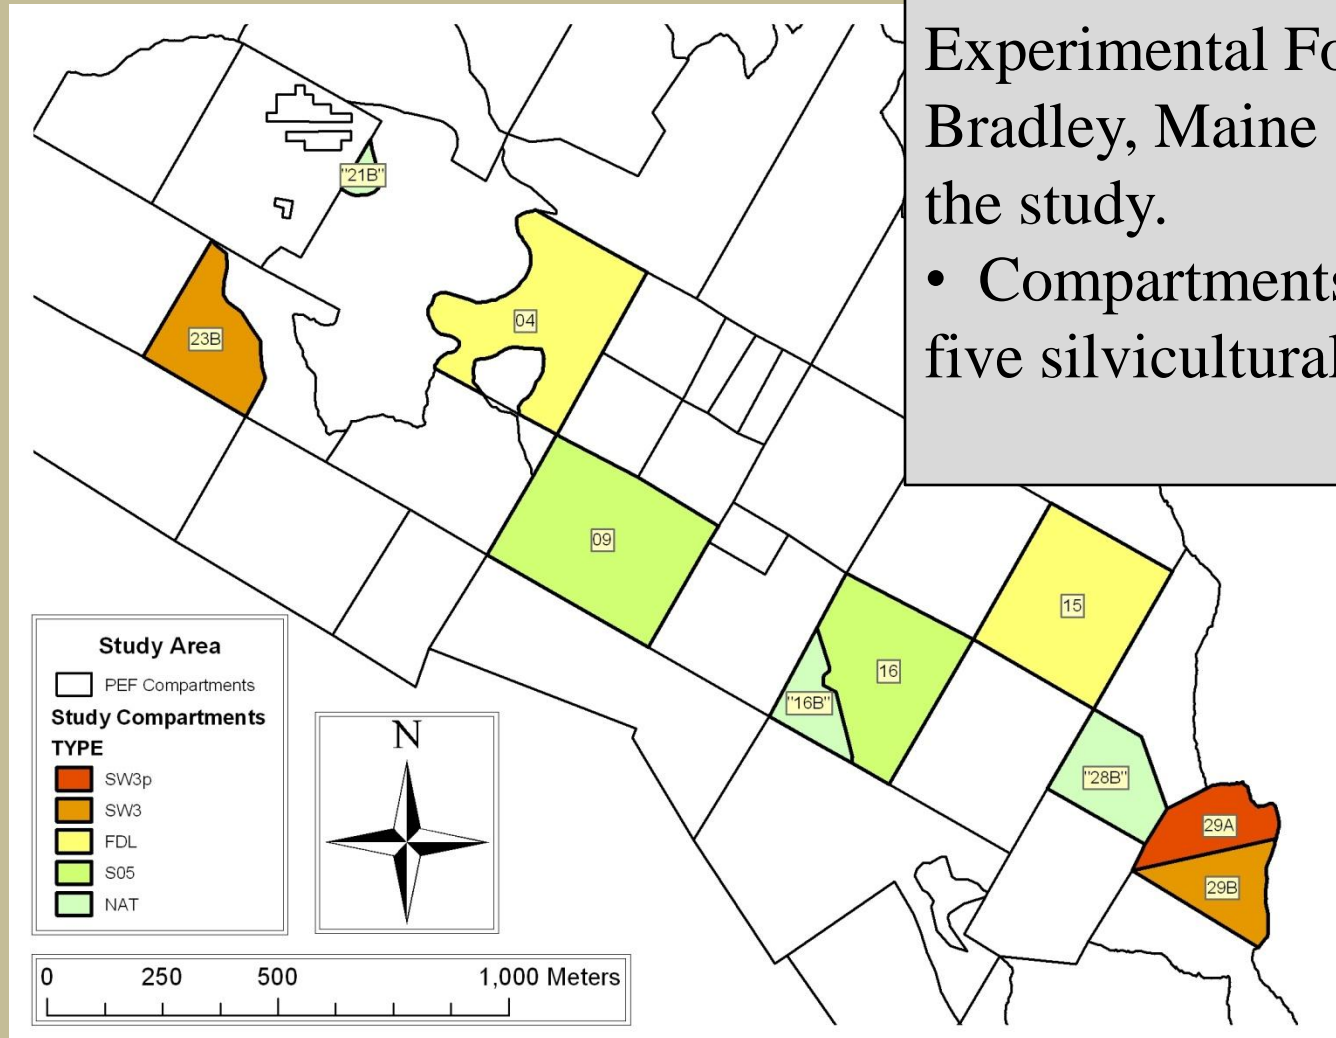 Experimental Fo
Bradley, Maine
the study.
• Compartments
five silvicultural
"21B"
04
23B
09
15
16
"16B"
"28B"
29A
29B
Study Area
PEF Compartments
Study Compartments
TYPE
SW3p
SW3
FDL
S05
NAT
N
0 250 500 1,000 Meters